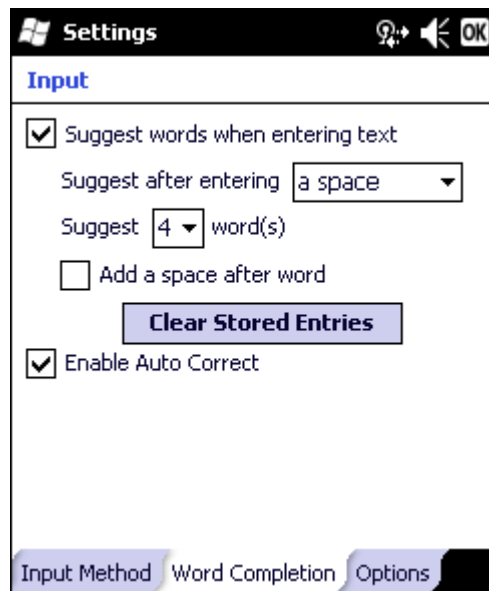 Settings OK
Input
Suggest words when entering text
Suggest after entering a space
Suggest 4 word(s)
Add a space after word
Clear Stored Entries
Enable Auto Correct
Input Method Word Completion Options